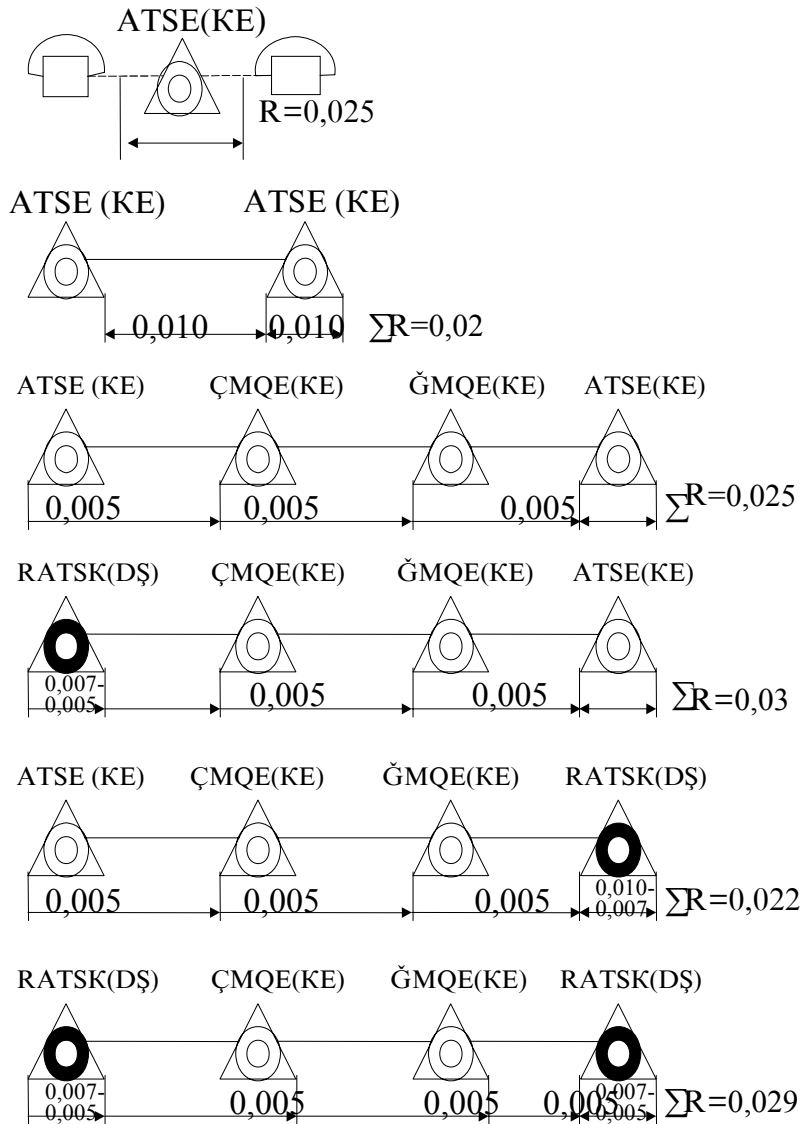 ATSE(KE)
R=0,025
ATSE (KE) ATSE (KE)
0,010 0,010 ∑R=0,02
ATSE (KE) ÇMQE(KE) ĞMQE(KE) ATSE(KE)
0,005 0,005 0,005 ∑R=0,025
RATSK(DŞ) ÇMQE(KE) ĞMQE(KE) ATSE(KE)
0,007-
0,005 0,005 0,005 ∑R=0,03
ATSE (KE) ÇMQE(KE) ĞMQE(KE) RATSK(DŞ)
0,010-
0,005 0,005 0,005 0,007 ∑R=0,022
RATSK(DŞ) ÇMQE(KE) ĞMQE(KE) RATSK(DŞ)
0,007- 0,007-
0,005 0,005 0,005 0,005 0,005 ∑R=0,029